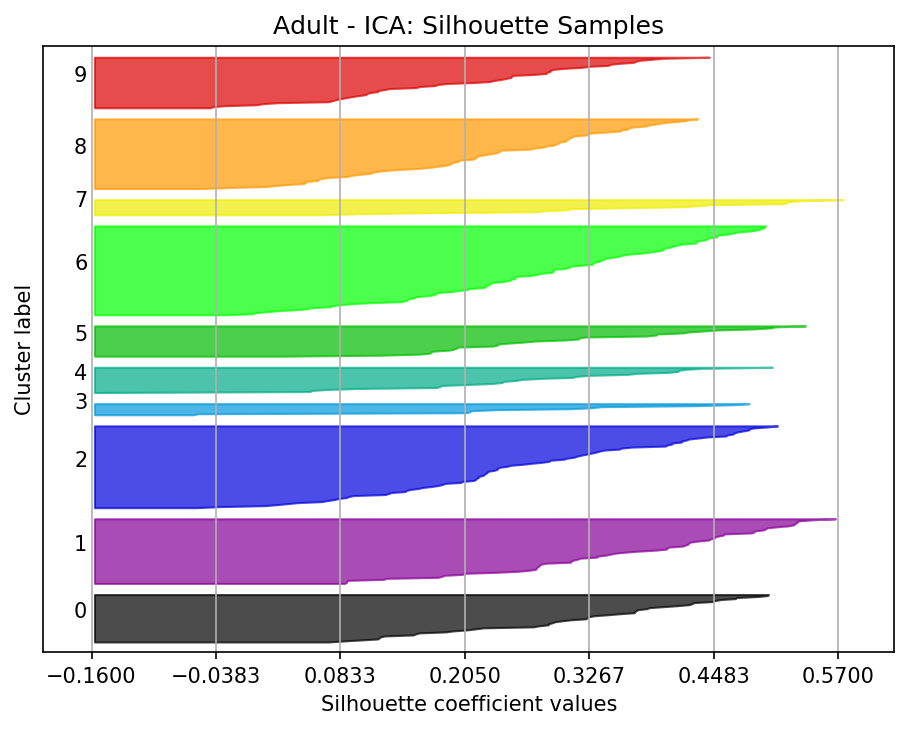 Adult - ICA: Silhouette Samples
9
8
7
6
5
4
3
2
1
0
Cluster label
−0.1600 −0.0383 0.0833 0.2050 0.3267 0.4483 0.5700
Silhouette coefficient values